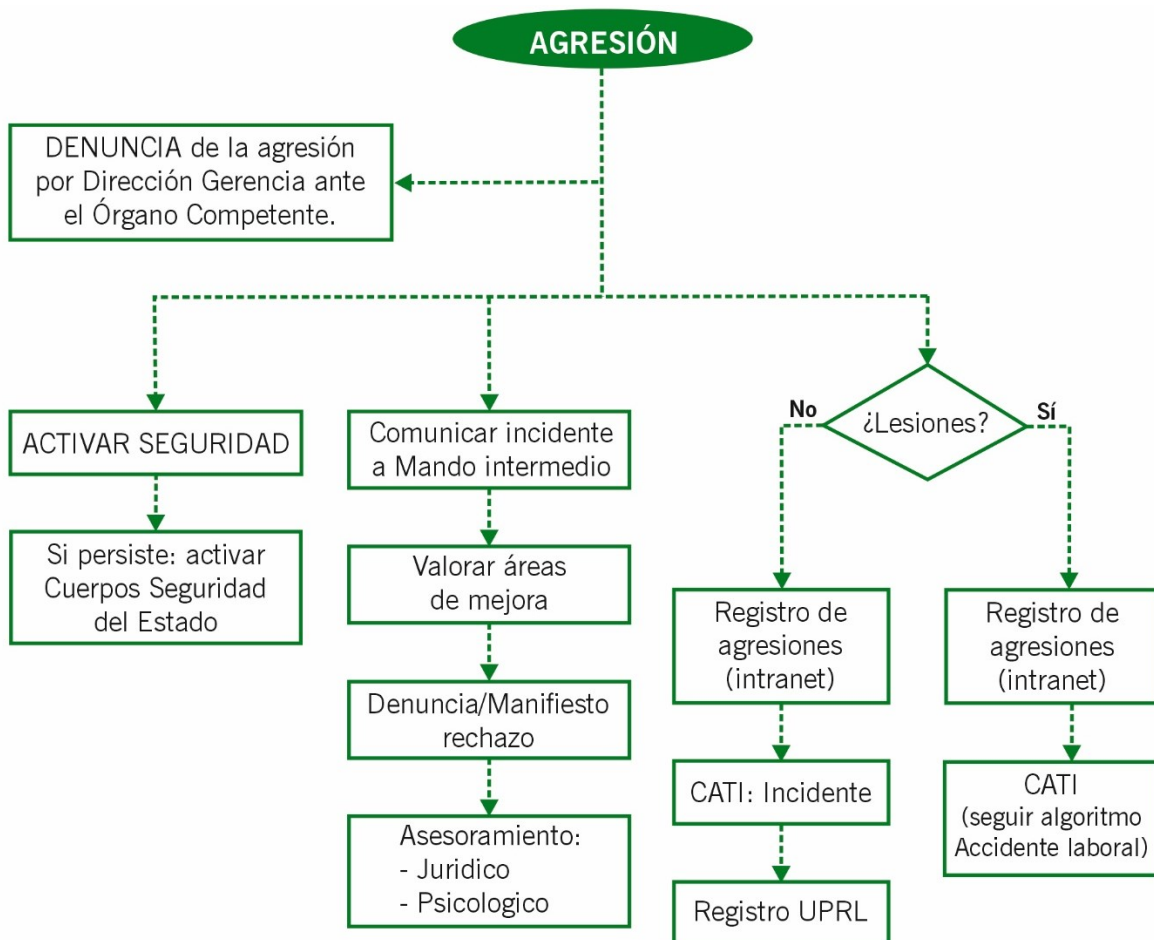 AGRESIÓN
DENUNCIA de la agresión
por Dirección Gerencia ante
el Órgano Competente.
ACTIVAR SEGURIDAD
Si persiste: activar
Cuerpos Seguridad
del Estado
Comunicar incidente
a Mando intermedio
Valorar áreas
de mejora
Denuncia/Manifiesto
rechazo
Asesoramiento:
- Juridico
- Psicologico
¿Lesiones?
No
Sí
Registro de
agresiones
(intranet)
CATI: Incidente
Registro UPRL
Registro de
agresiones
(intranet)
CATI
(seguir algoritmo
Accidente laboral)